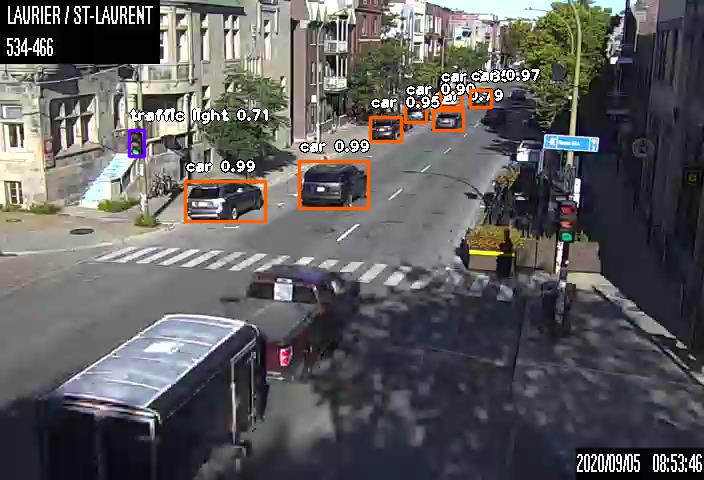 LAURIER / ST-LAURENT
534-466
car 0.97
car 0.90
car 0.95
traffic light 0.71
car 0.99
car 0.99
2020/09/05 08:53:46